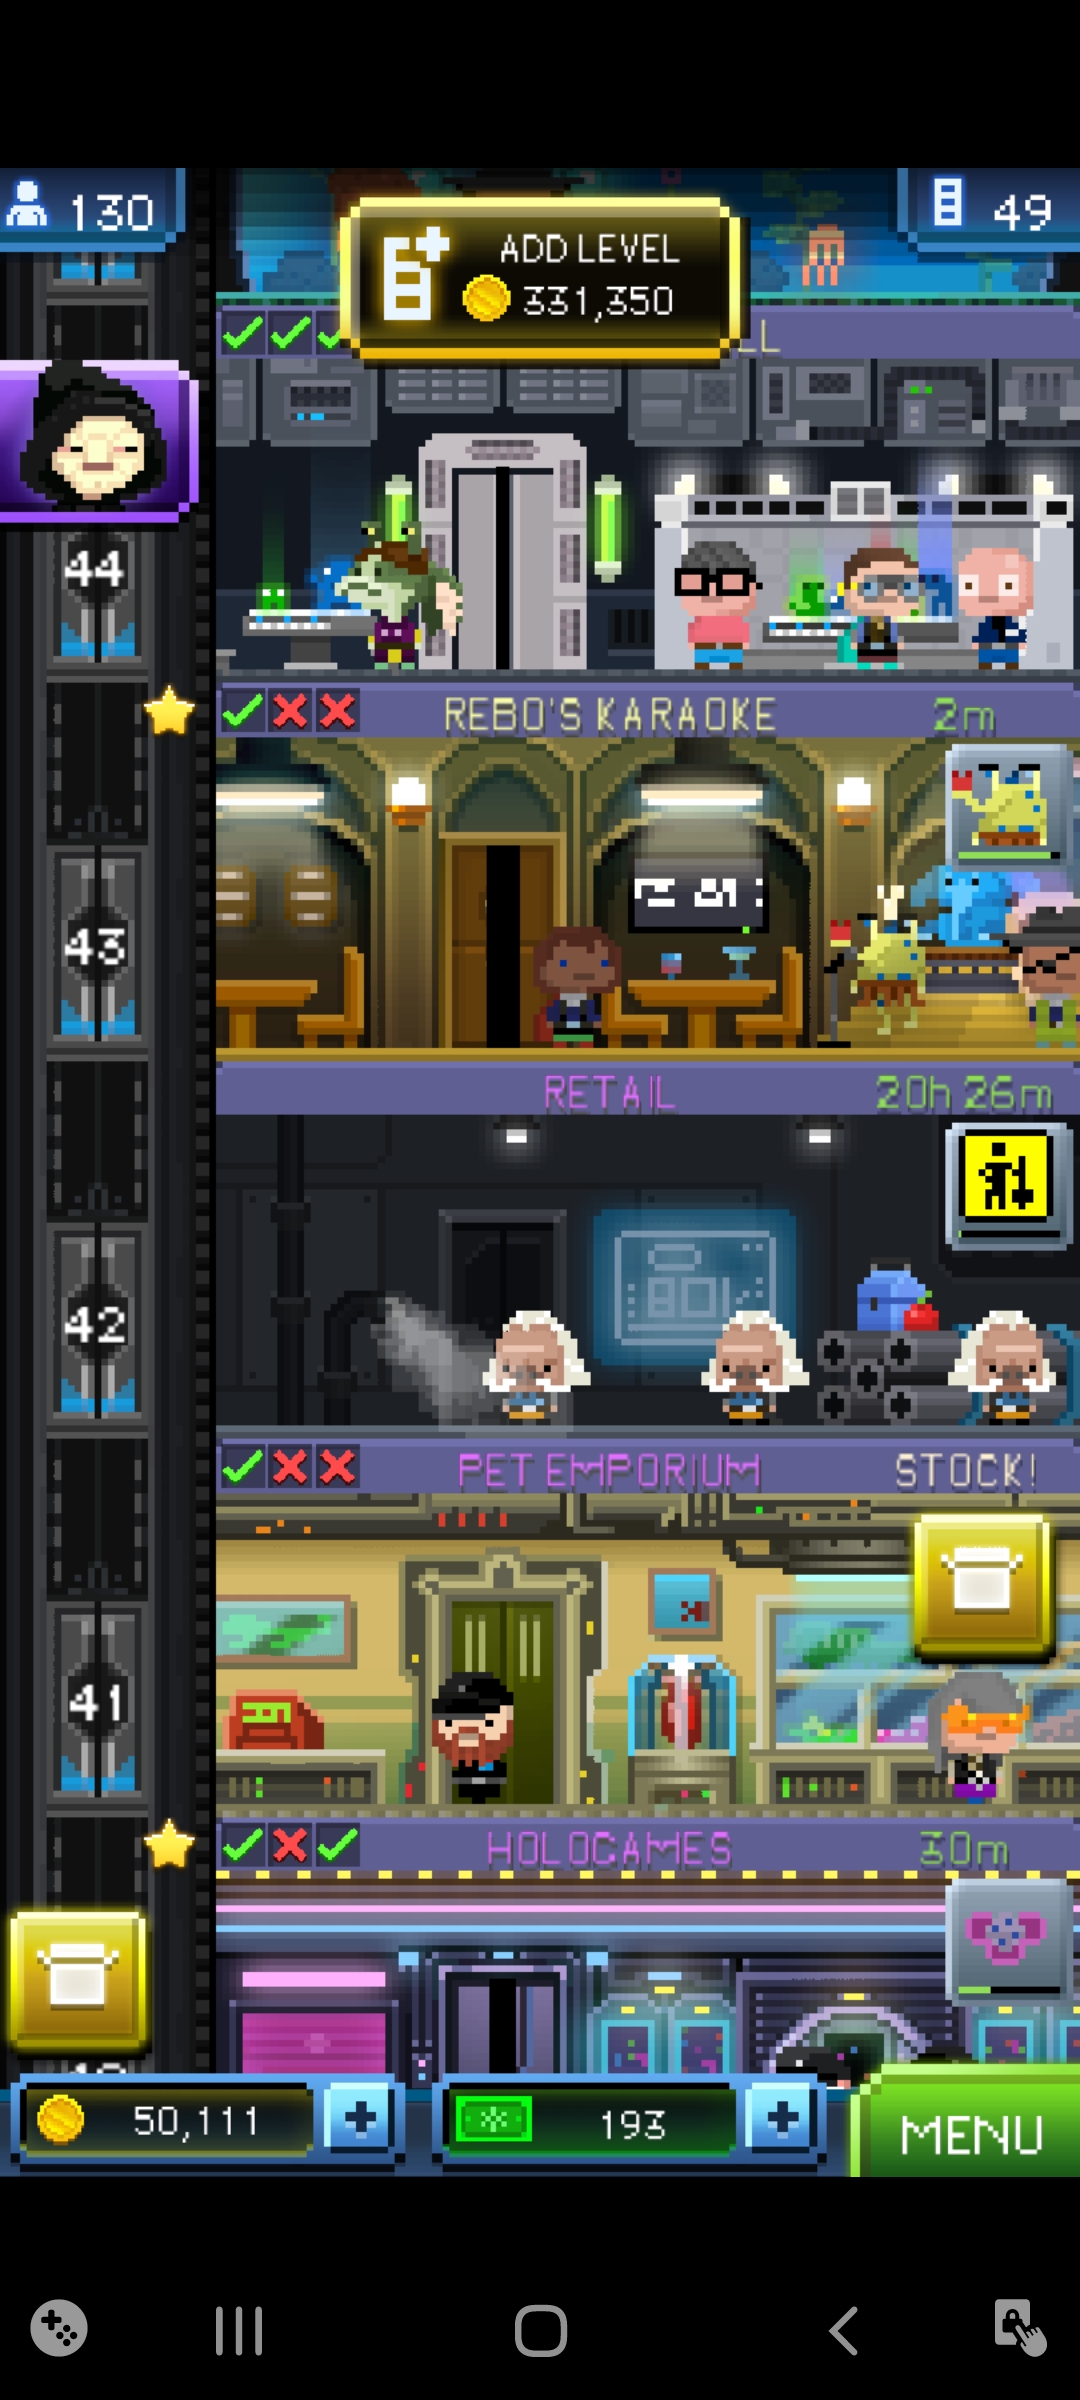 130
49
ADD LEVEL
331,350
LL
44
REBO'S KARAOKE 2m
43
RETAIL 20h 26m
42
PET EMPORIUM STOCK!
41
HOLOGAMES 30m
50,111
193
MENU